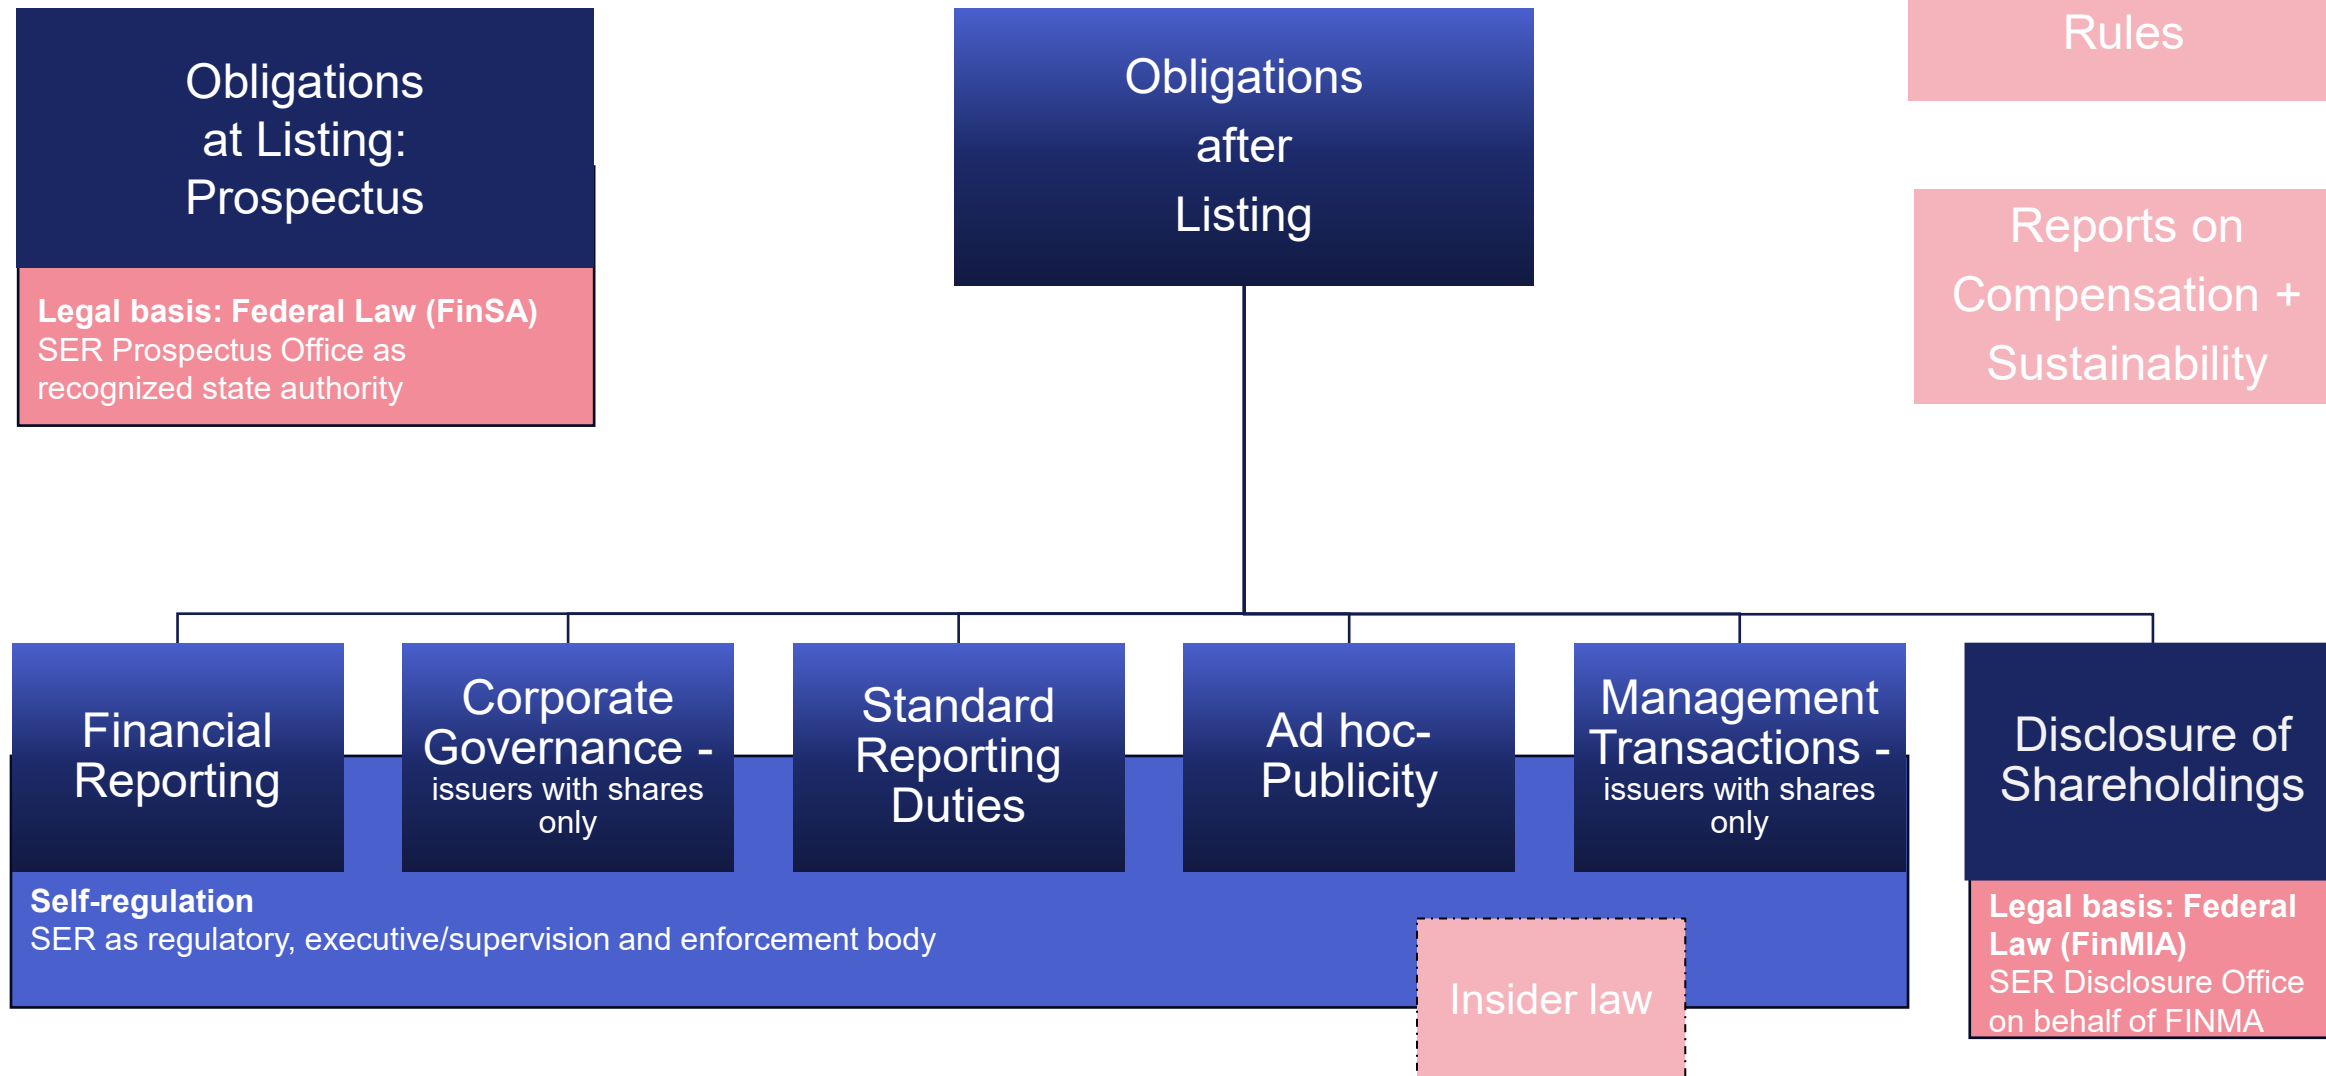 Obligations
at Listing:
Prospectus
Legal basis: Federal Law (FinSA)
SER Prospectus Office as
recognized state authority
Obligations
after
Listing
Rules
Reports on
Compensation +
Sustainability
Financial
Reporting
Corporate
Governance -
issuers with shares
only
Standard
Reporting
Duties
Ad hoc-
Publicity
Management
Transactions -
issuers with shares
only
Disclosure of
Shareholdings
Self-regulation
SER as regulatory, executive/supervision and enforcement body
Insider law
Legal basis: Federal
Law (FinMIA)
SER Disclosure Office
on behalf of FINMA